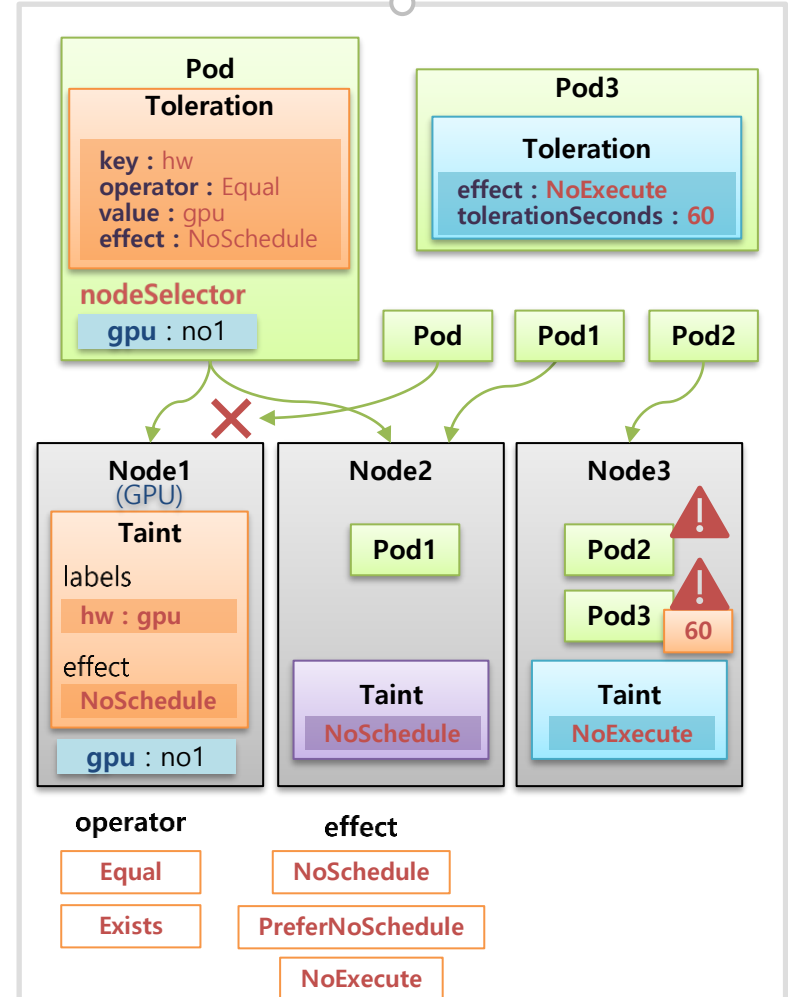 Pod
Toleration
key : hw
operator : Equal
value : gpu
effect : NoSchedule
nodeSelector
gpu : no1
Pod3
Toleration
effect : NoExecute
tolerationSeconds : 60
Pod
Pod1
Pod2
Node1
(GPU)
Taint
labels
hw : gpu
effect
NoSchedule
gpu : no1
Node2
Pod1
Taint
NoSchedule
Node3
Pod2
Pod3
60
Taint
NoExecute
operator
Equal
Exists
effect
NoSchedule
PreferNoSchedule
NoExecute